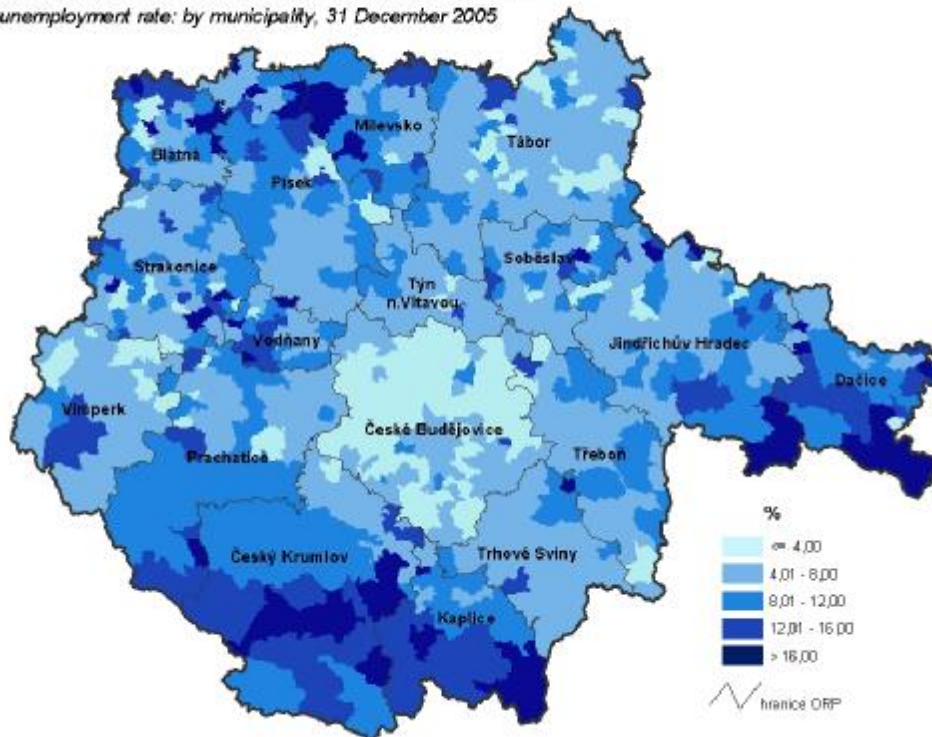 unemployment rate: by municipality, 31 December 2005
Milevsko
Tábor
Blatná
Písek
Soběslav
Strakonice
Týn
n.Vltavou
Vodňany
Jindřichův Hradec
Dačice
Vimperk
České Budějovice
Prachatice
Třeboň
Český Krumlov
Trhové Sviny
Kaplice
%
<= 4,00
4,01 - 8,00
8,01 - 12,00
12,01 - 16,00
> 16,00
hranice ORP